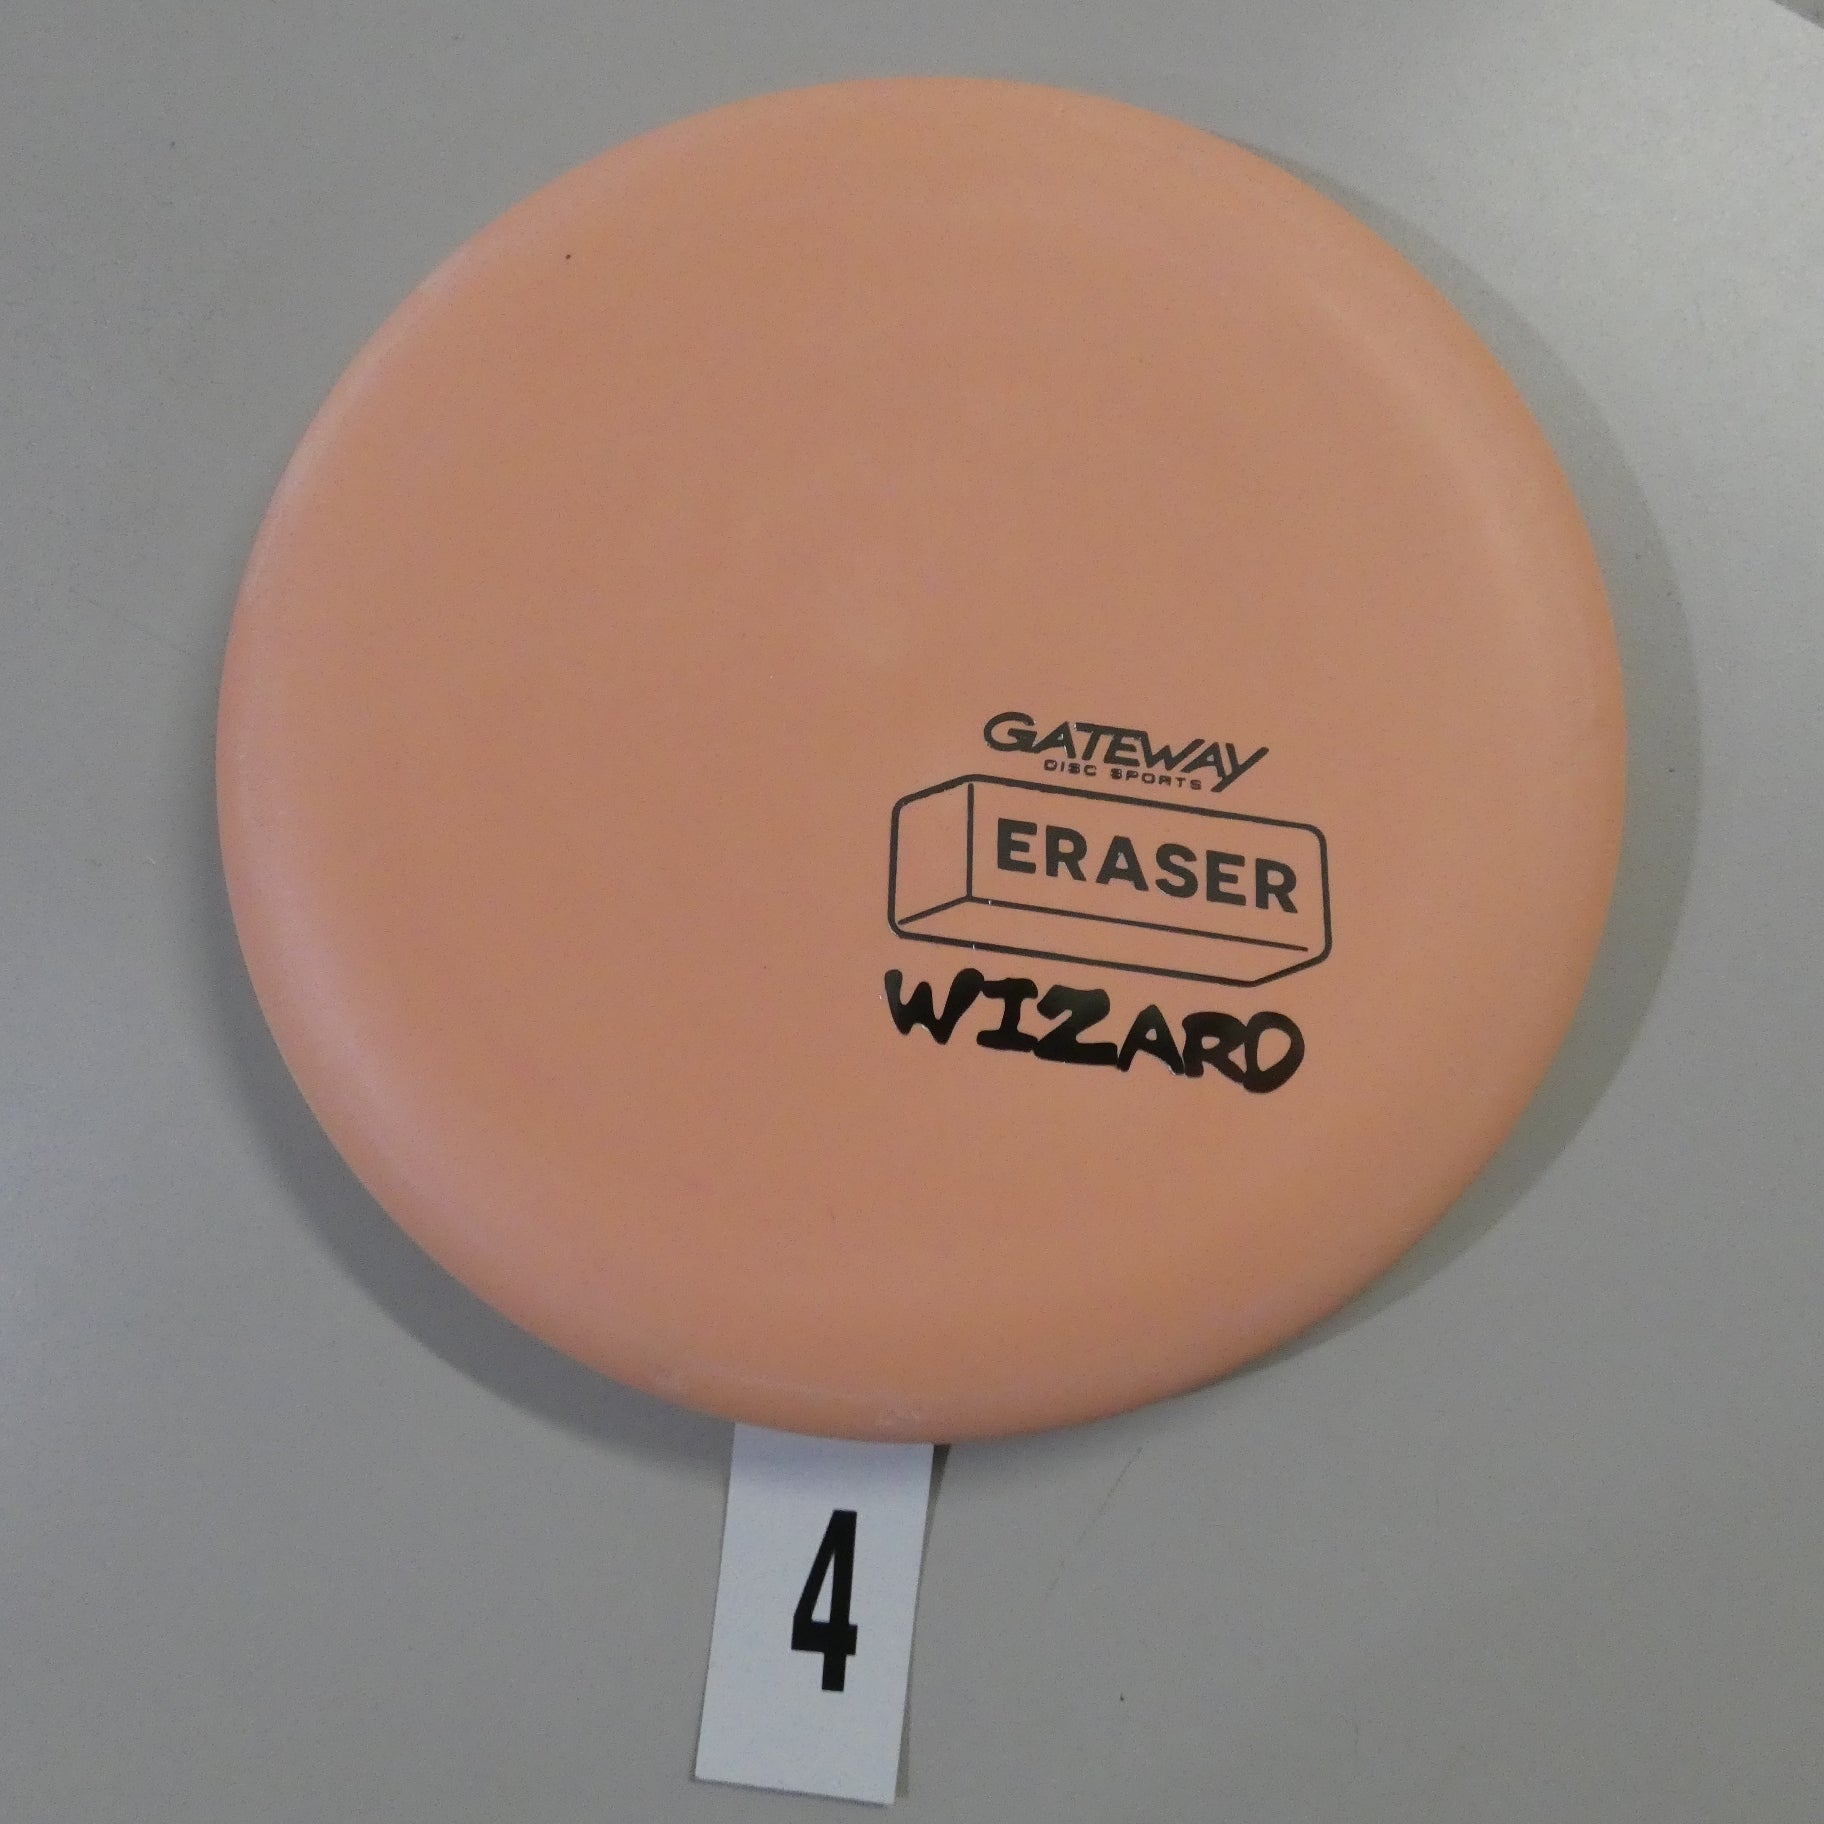 GATEWAY
DISC SPORTS
ERASER
WIZARD
4